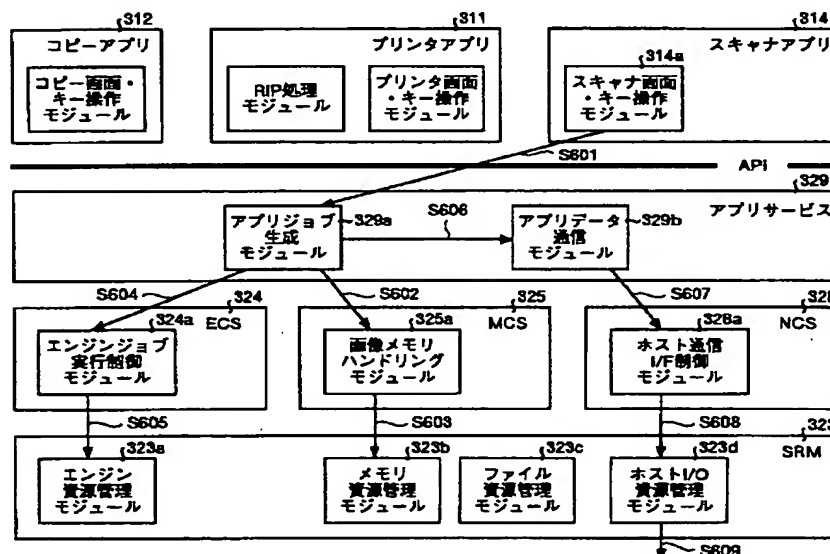 312
コピーアプリ
コピー画面・
キー操作
モジュール
311
プリンタアプリ
RIP処理
モジュール
プリンタ画面
・キー操作
モジュール
314
スキャナアプリ
314a
スキャナ画面
・キー操作
モジュール
S601
API
329
アプリサービス
アプリジョブ
生成
モジュール
329a
S606
アプリデータ
通信
モジュール
329b
S604
S602
S607
324
ECS
324a
エンジンジョブ
実行制御
モジュール
325
MCS
325a
画像メモリ
ハンドリング
モジュール
328
NCS
328a
ホスト通信
I/F制御
モジュール
S605
S603
S608
323
SRM
323a
エンジン
資源管理
モジュール
323b
メモリ
資源管理
モジュール
323c
ファイル
資源管理
モジュール
323d
ホストI/O
資源管理
モジュール
S609